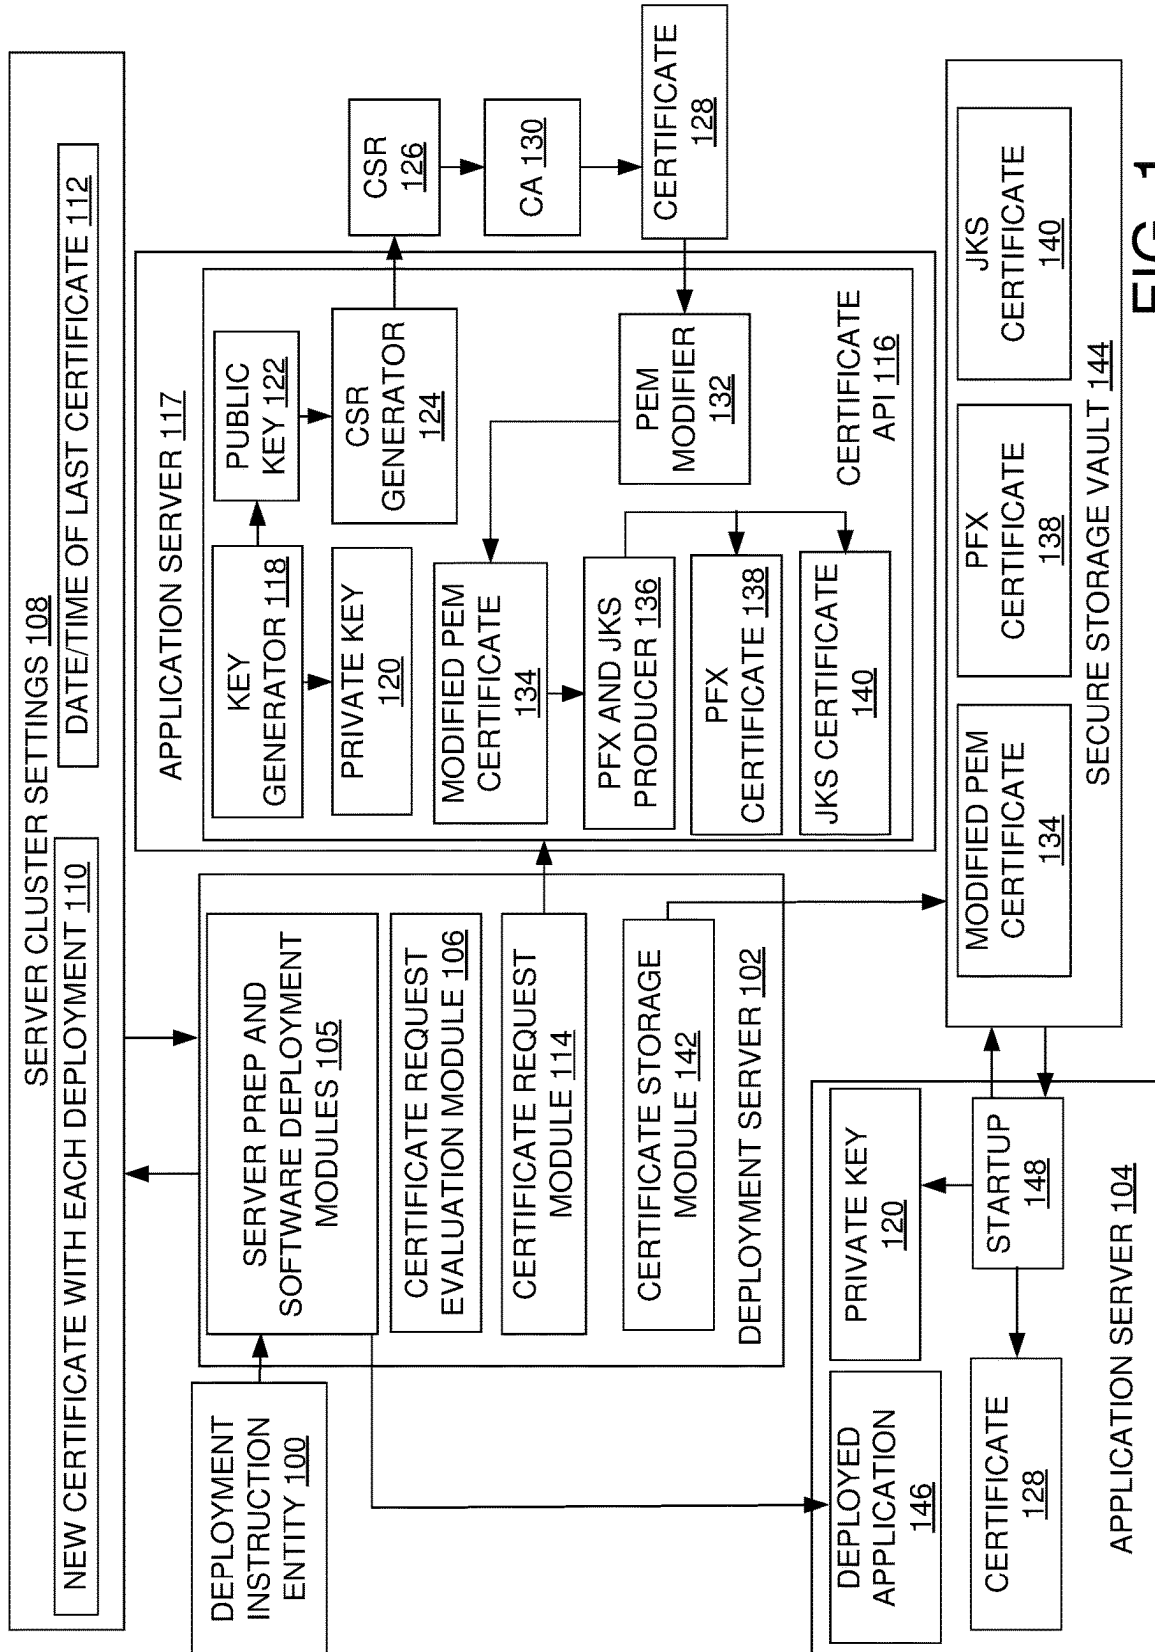 SERVER CLUSTER SETTINGS 108
NEW CERTIFICATE WITH EACH DEPLOYMENT 110
DATE/TIME OF LAST CERTIFICATE 112
DEPLOYMENT
INSTRUCTION
ENTITY 100
SERVER PREP AND
SOFTWARE DEPLOYMENT
MODULES 105
CERTIFICATE REQUEST
EVALUATION MODULE 106
CERTIFICATE REQUEST
MODULE 114
CERTIFICATE STORAGE
MODULE 142
DEPLOYMENT SERVER 102
APPLICATION SERVER 117
KEY
GENERATOR 118
PUBLIC
KEY 122
PRIVATE KEY
120
CSR
GENERATOR
124
MODIFIED PEM
CERTIFICATE
134
PFX AND JKS
PRODUCER 136
PFX
CERTIFICATE 138
JKS CERTIFICATE
140
PEM
MODIFIER
132
CERTIFICATE
API 116
CSR
126
CA 130
CERTIFICATE
128
DEPLOYED
APPLICATION
146
PRIVATE KEY
120
CERTIFICATE
128
STARTUP
148
APPLICATION SERVER 104
MODIFIED PEM
CERTIFICATE
134
PFX
CERTIFICATE
138
JKS
CERTIFICATE
140
SECURE STORAGE VAULT 144
FIG. 1